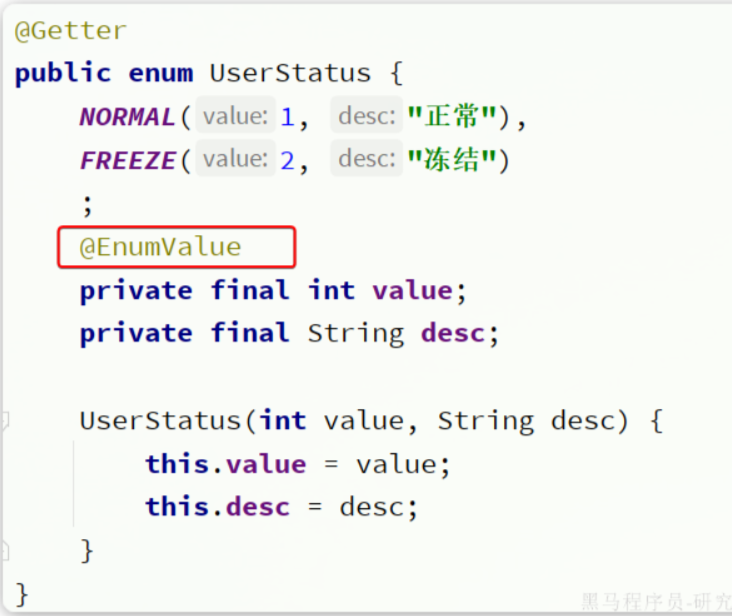 @Getter
public enum UserStatus {
NORMAL( value: 1, desc: "正常"),
FREEZE( value: 2, desc: "冻结")
;
@EnumValue
private final int value;
private final String desc;
UserStatus(int value, String desc) {
this.value = value;
this.desc = desc;
}
}
黑马程序员-研究